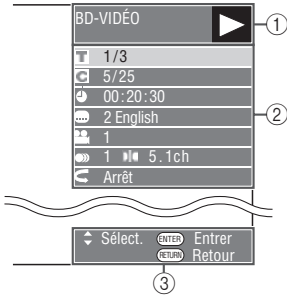 BD-VIDÉO
①
T 1/3
C 5/25
00:20:30
2 English
1
1 5.1ch
Arrêt
②
Sélect. ENTER Entrer
RETURN Retour
③